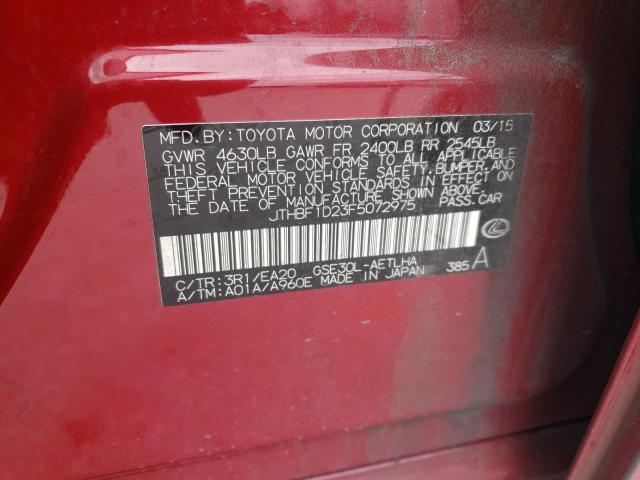 MFD.BY:TOYOTA MOTOR CORPORATION 03/15
GVWR 4630LB GAWR FR 2400LB RR 2545LB
THIS VEHICLE CONFORMS TO ALL APPLICABLE
FEDERAL MOTOR VEHICLE SAFETY,BUMPER,AND
THEFT PREVENTION STANDARDS IN EFFECT ON
THE DATE OF MANUFACTURE SHOWN ABOVE.
JTHBF1D23F5072975 PASS.CAR
C/TR:3R1/EA20 GSE30L-AETLHA
A/TM:A01A/A960E MADE IN JAPAN 385 A